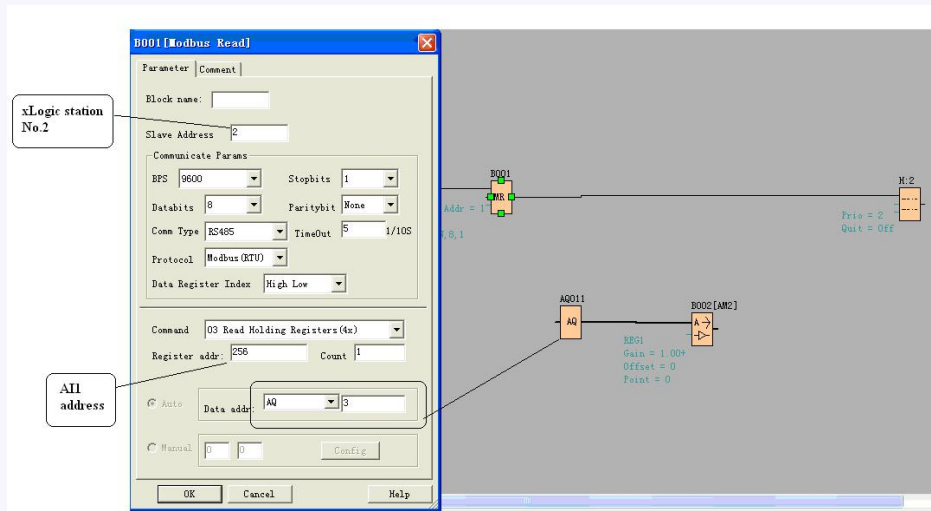 B001[Modbus Read]
Parameter
Comment
Block name:
xLogic station
No.2
Slave Address 2
Communicate Params
BPS 9600 Stopbits 1
Databits 8 Paritybit None
Comm Type RS485 TimeOut 5 1/10S
Protocol Modbus(RTU)
Data Register Index High Low
Command 03 Read Holding Registers(4x)
Register addr: 256 Count 1
AI1
address
Auto Data addr: AQ 3
Manual 0 0 Config
OK Cancel Help
B001
MR
Addr = 1
,8,1
M:2
Prio = 2
Quit = Off
AQ011
AQ
B002[AM2]
A→
REG1
Gain = 1.00+
Offset = 0
Point = 0